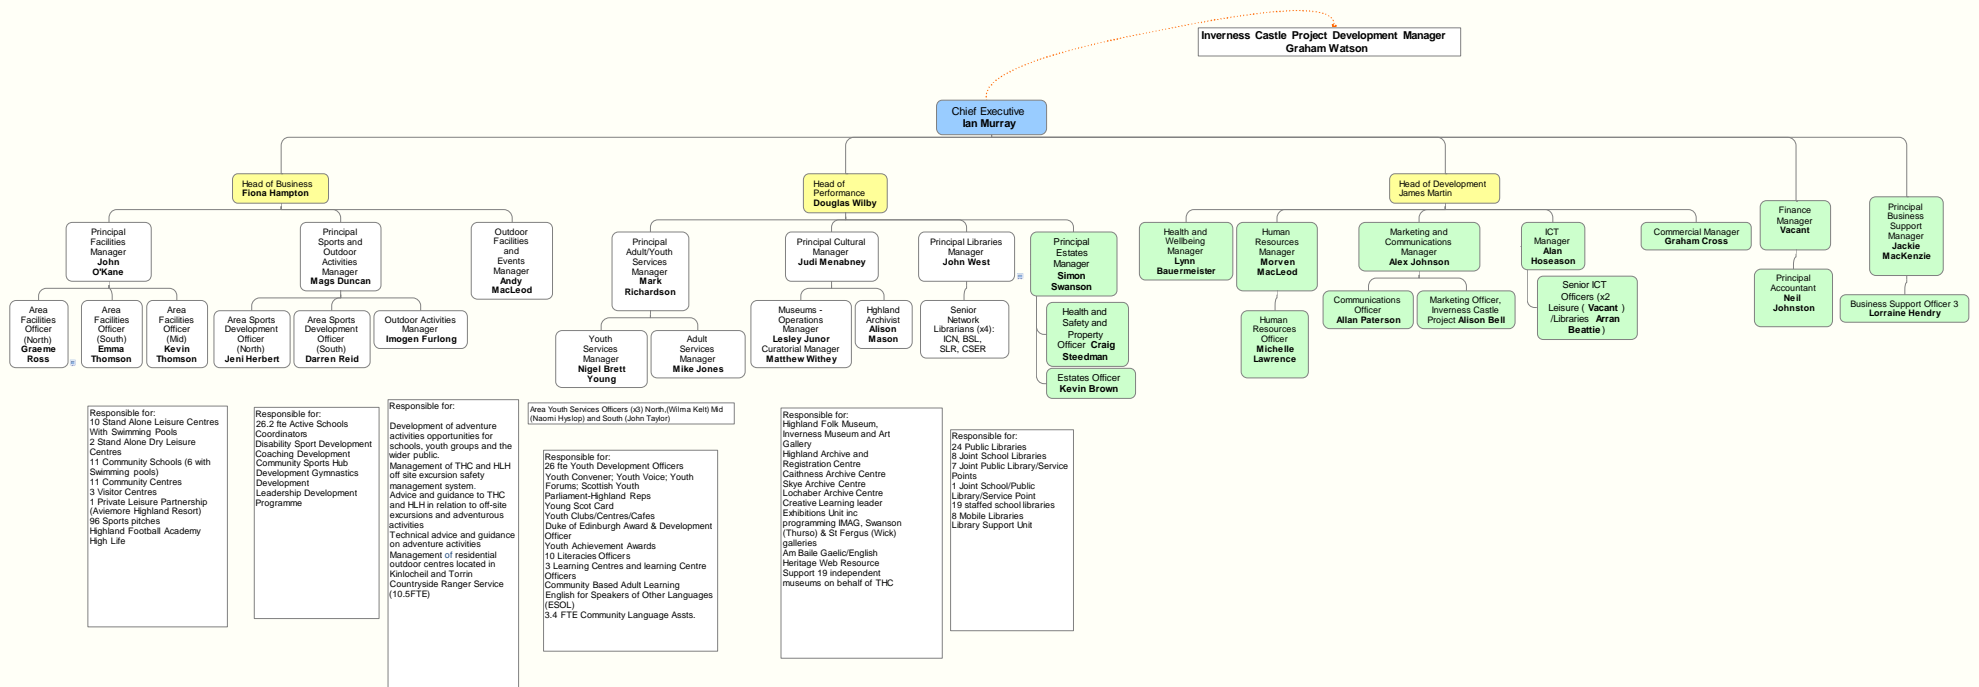 Inverness Castle Project Development Manager
Graham Watson
Chief Executive
Ian Murray
Head of Business
Fiona Hampton
Head of
Performance
Douglas Wilby
Head of Development
James Martin
Finance
Manager
Vacant
Principal
Business
Support
Manager
Jackie
MacKenzie
Principal
Facilities
Manager
John
O'Kane
Principal
Sports and
Outdoor
Activities
Manager
Mags Duncan
Outdoor
Facilities
and
Events
Manager
Andy
MacLeod
Principal
Adult/Youth
Services
Manager
Mark
Richardson
Principal Cultural
Manager
Judi Menabney
Principal Libraries
Manager
John West
Principal
Estates
Manager
Simon
Swanson
Health and
Wellbeing
Manager
Lynn
Bauermeister
Human
Resources
Manager
Morven
MacLeod
Marketing and
Communications
Manager
Alex Johnson
ICT
Manager
Alan
Hoseason
Commercial Manager
Graham Cross
Area
Facilities
Officer
(North)
Graeme
Ross
Area
Facilities
Officer
(South)
Emma
Thomson
Area
Facilities
Officer
(Mid)
Kevin
Thomson
Area Sports
Development
Officer
(North)
Jeni Herbert
Area Sports
Development
Officer
(South)
Darren Reid
Outdoor Activities
Manager
Imogen Furlong
Youth
Services
Manager
Nigel Brett
Young
Adult
Services
Manager
Mike Jones
Museums -
Operations
Manager
Lesley Junor
Curatorial Manager
Matthew Withey
Hghland
Archivist
Alison
Mason
Senior
Network
Librarians (x4):
ICN, BSL,
SLR, CSER
Health and
Safety and
Property
Officer Craig
Steedman
Estates Officer
Kevin Brown
Human
Resources
Officer
Michelle
Lawrence
Communications
Officer
Allan Paterson
Marketing Officer,
Inverness Castle
Project Alison Bell
Senior ICT
Officers (x2
Leisure ( Vacant )
/Libraries Arran
Beattie )
Principal
Accountant
Neil
Johnston
Business Support Officer 3
Lorraine Hendry
Responsible for:
10 Stand Alone Leisure Centres
With Swimming Pools
2 Stand Alone Dry Leisure
Centres
11 Community Schools (6 with
Swimming pools)
11 Community Centres
3 Visitor Centres
1 Private Leisure Partnership
(Aviemore Highland Resort)
96 Sports pitches
Highland Football Academy
High Life
Responsible for:
26.2 fte Active Schools
Coordinators
Disability Sport Development
Coaching Development
Community Sports Hub
Development Gymnastics
Development
Leadership Development
Programme
Responsible for:
Development of adventure
activities opportunities for
schools, youth groups and the
wider public.
Management of THC and HLH
off site excursion safety
management system.
Advice and guidance to THC
and HLH in relation to off-site
excursions and adventurous
activities
Technical advice and guidance
on adventure activities
Management of residential
outdoor centres located in
Kinlocheil and Torrin
Countryside Ranger Service
(10.5FTE)
Area Youth Services Officers (x3) North,(Wilma Kelt) Mid
(Naomi Hyslop) and South (John Taylor)
Responsible for:
26 fte Youth Development Officers
Youth Convener; Youth Voice; Youth
Forums; Scottish Youth
Parliament-Highland Reps
Young Scot Card
Youth Clubs/Centres/Cafes
Duke of Edinburgh Award & Development
Officer
Youth Achievement Awards
10 Literacies Officers
3 Learning Centres and learning Centre
Officers
Community Based Adult Learning
English for Speakers of Other Languages
(ESOL)
3.4 FTE Community Language Assts.
Responsible for:
Highland Folk Museum,
Inverness Museum and Art
Gallery
Highland Archive and
Registration Centre
Caithness Archive Centre
Skye Archive Centre
Lochaber Archive Centre
Creative Learning leader
Exhibitions Unit inc
programming IMAG, Swanson
(Thurso) & St Fergus (Wick)
galleries
Am Baile Gaelic/English
Heritage Web Resource
Support 19 independent
museums on behalf of THC
Responsible for:
24 Public Libraries
8 Joint School Libraries
7 Joint Public Library/Service
Points
1 Joint School/Public
Library/Service Point
19 staffed school libraries
8 Mobile Libraries
Library Support Unit